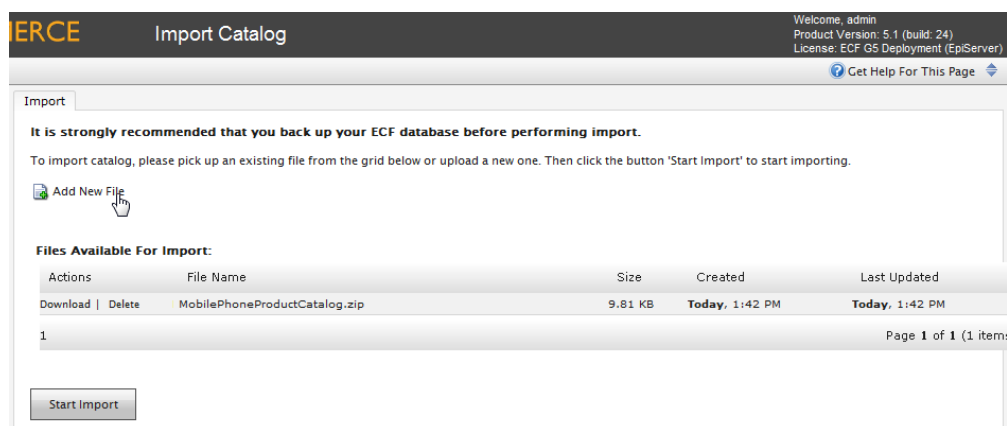 IERCE
Import Catalog
Welcome, admin
Product Version: 5.1 (build: 24)
License: ECF G5 Deployment (EpiServer)
Get Help For This Page
Import
It is strongly recommended that you back up your ECF database before performing import.
To import catalog, please pick up an existing file from the grid below or upload a new one. Then click the button 'Start Import' to start importing.
Add New File
Files Available For Import:
Actions File Name Size Created Last Updated
Download | Delete MobilePhoneProductCatalog.zip 9.81 KB Today, 1:42 PM Today, 1:42 PM
1 Page 1 of 1 (1 items
Start Import